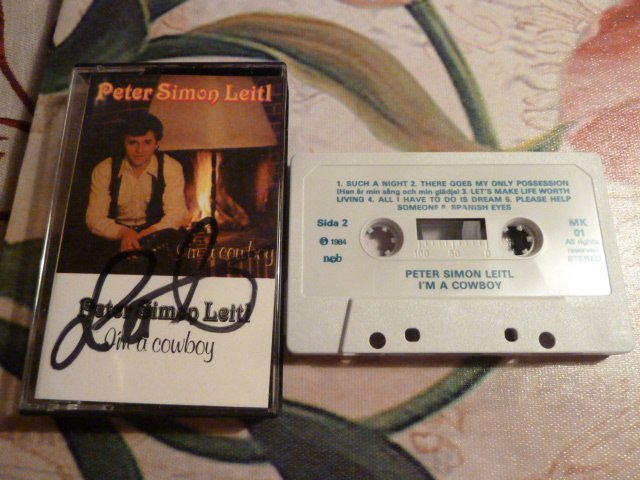 Peter Simon Leitl
I'm a cowboy
Peter Simon Leitl
I'm a cowboy
1. SUCH A NIGHT 2. THERE GOES MY ONLY POSSESSION
(Han är min sång och min glädje) 3. LET'S MAKE LIFE WORTH
LIVING 4. ALL I HAVE TO DO IS DREAM 5. PLEASE HELP
SOMEONE 6. SPANISH EYES
Sida 2
℗ 1984
ncb
100 50 0
MK
01
All rights
reserved
STEREO
PETER SIMON LEITL
I'M A COWBOY